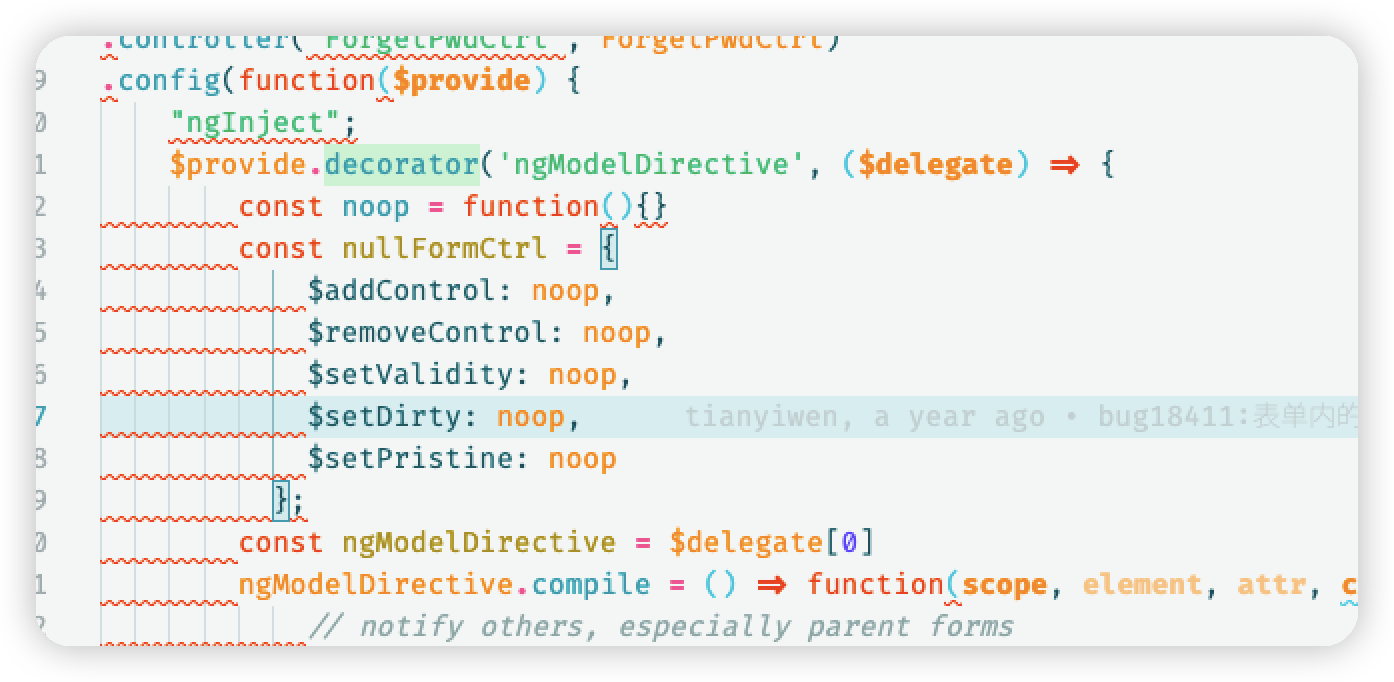 .controller('ForgetPwdCtrl', ForgetPwdCtrl)
9 .config(function($provide) {
0 "ngInject";
1 $provide.decorator('ngModelDirective', ($delegate) => {
2 const noop = function(){}
3 const nullFormCtrl = {
4 $addControl: noop,
5 $removeControl: noop,
6 $setValidity: noop,
7 $setDirty: noop, tianyiwen, a year ago • bug18411:表单内的
8 $setPristine: noop
9 };
0 const ngModelDirective = $delegate[0]
1 ngModelDirective.compile = () => function(scope, element, attr, c
2 // notify others, especially parent forms